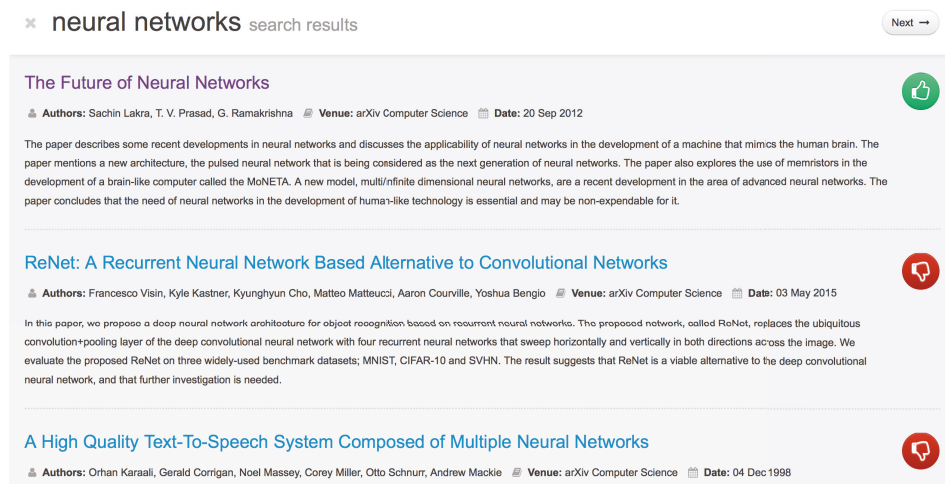 × neural networks search results
Next →
The Future of Neural Networks
Authors: Sachin Lakra, T. V. Prasad, G. Ramakrishna Venue: arXiv Computer Science Date: 20 Sep 2012
The paper describes some recent developments in neural networks and discusses the applicability of neural networks in the development of a machine that mimics the human brain. The
paper mentions a new architecture, the pulsed neural network that is being considered as the next generation of neural networks. The paper also explores the use of memristors in the
development of a brain-like computer called the MoNETA. A new model, multi/infinite dimensional neural networks, are a recent development in the area of advanced neural networks. The
paper concludes that the need of neural networks in the development of human-like technology is essential and may be non-expendable for it.
ReNet: A Recurrent Neural Network Based Alternative to Convolutional Networks
Authors: Francesco Visin, Kyle Kastner, Kyunghyun Cho, Matteo Matteucci, Aaron Courville, Yoshua Bengio Venue: arXiv Computer Science Date: 03 May 2015
In this paper, we propose a deep neural network architecture for object recognition based on recurrent neural networks. The proposed network, called ReNet, replaces the ubiquitous
convolution+pooling layer of the deep convolutional neural network with four recurrent neural networks that sweep horizontally and vertically in both directions across the image. We
evaluate the proposed ReNet on three widely-used benchmark datasets; MNIST, CIFAR-10 and SVHN. The result suggests that ReNet is a viable alternative to the deep convolutional
neural network, and that further investigation is needed.
A High Quality Text-To-Speech System Composed of Multiple Neural Networks
Authors: Orhan Karaali, Gerald Corrigan, Noel Massey, Corey Miller, Otto Schnurr, Andrew Mackie Venue: arXiv Computer Science Date: 04 Dec 1998